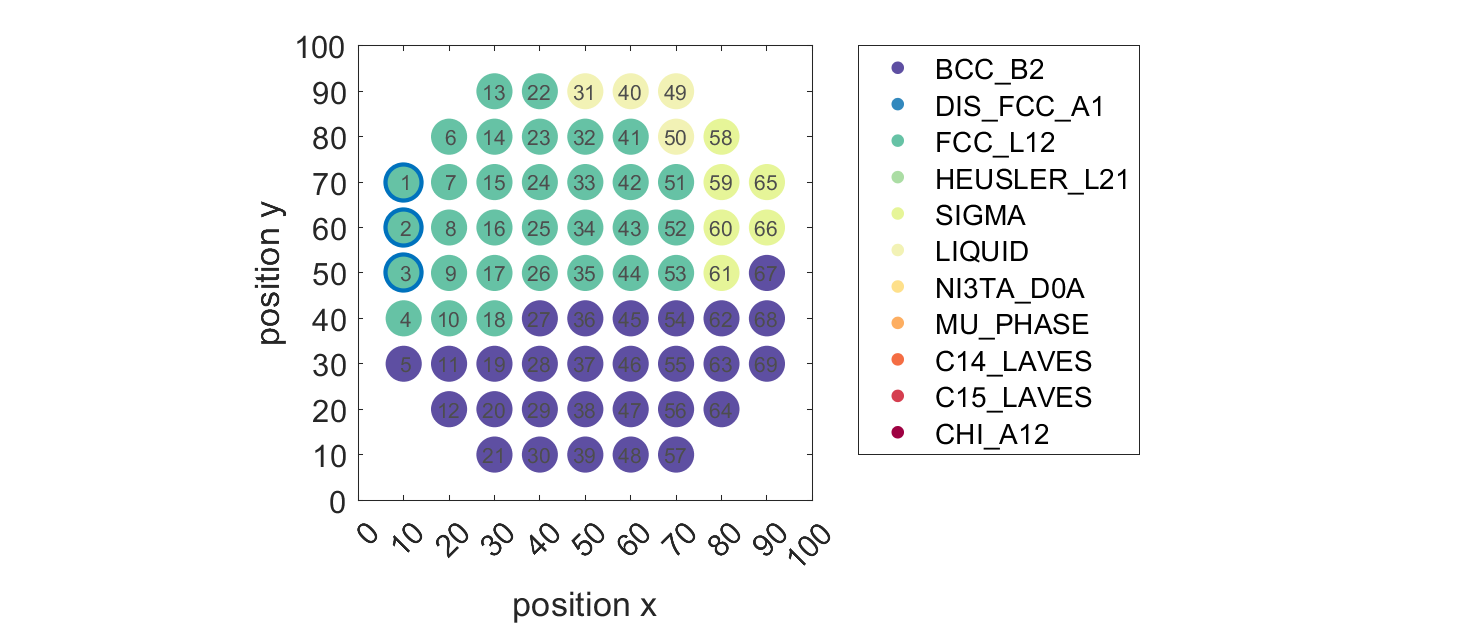 100
90
80
70
60
50
40
30
20
10
0
position y
13 22 31 40 49
6 14 23 32 41 50 58
1 7 15 24 33 42 51 59 65
2 8 16 25 34 43 52 60 66
3 9 17 26 35 44 53 61 67
4 10 18 27 36 45 54 62 68
5 11 19 28 37 46 55 63 69
12 20 29 38 47 56 64
21 30 39 48 57
0 10 20 30 40 50 60 70 80 90 100
position x
BCC_B2
DIS_FCC_A1
FCC_L12
HEUSLER_L21
SIGMA
LIQUID
NI3TA_D0A
MU_PHASE
C14_LAVES
C15_LAVES
CHI_A12